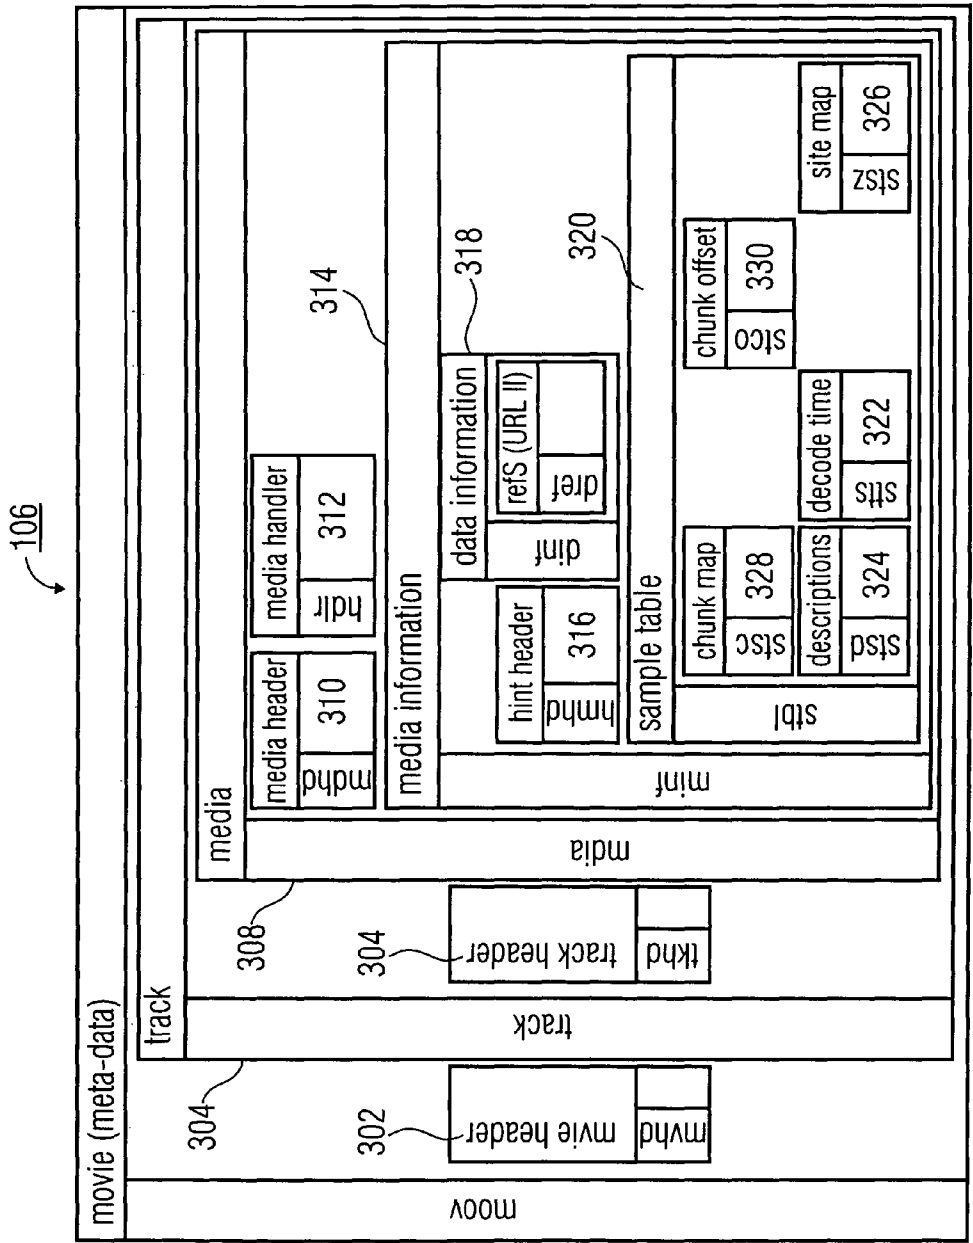 106
movie (meta-data)
moov
302
mvie header
mvhd
304
track
track
304
track header
tkhd
308
media
mdia
media header
mdhd
310
media handler
hdlr
312
314
media information
minf
hint header
hmhd
316
318
data information
dinf
refS (URL II)
dref
320
sample table
stbl
chunk map
stsc
328
chunk offset
stco
330
descriptions
stsd
324
decode time
stts
322
site map
stsz
326